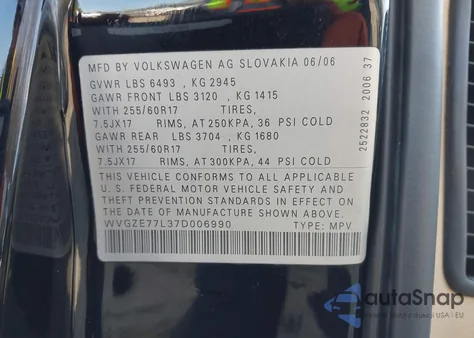 MFD BY VOLKSWAGEN AG SLOVAKIA 06/06
GVWR LBS 6493 , KG 2945
GAWR FRONT LBS 3120 , KG 1415
WITH 255/60R17 TIRES,
7.5JX17 RIMS, AT 250KPA, 36 PSI COLD
GAWR REAR LBS 3704 , KG 1680
WITH 255/60R17 TIRES,
7.5JX17 RIMS, AT 300KPA, 44 PSI COLD
THIS VEHICLE CONFORMS TO ALL APPLICABLE
U.S. FEDERAL MOTOR VEHICLE SAFETY AND
THEFT PREVENTION STANDARDS IN EFFECT ON
THE DATE OF MANUFACTURE SHOWN ABOVE.
WVGZE77L37D006990 TYPE: MPV
2522832 2006 37
autoSnap
USA i EU